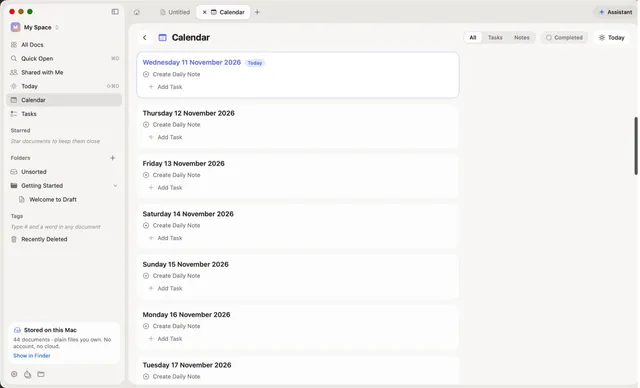 My Space
All Docs
Quick Open ⌘O
Shared with Me
Today
Calendar
Tasks
Starred
Star documents to keep them close
Folders
Unsorted
Getting Started
Welcome to Draft
Tags
Type # and a word in any document
Recently Deleted
Stored on this Mac
44 documents · plain files you own. No
account, no cloud.
Show in Finder
Untitled
Calendar
Assistant
Calendar
All Tasks Notes
Completed
Today
Wednesday 11 November 2026 Today
Create Daily Note
Add Task
Thursday 12 November 2026
Create Daily Note
Add Task
Friday 13 November 2026
Create Daily Note
Add Task
Saturday 14 November 2026
Create Daily Note
Add Task
Sunday 15 November 2026
Create Daily Note
Add Task
Monday 16 November 2026
Create Daily Note
Add Task
Tuesday 17 November 2026
Create Daily Note